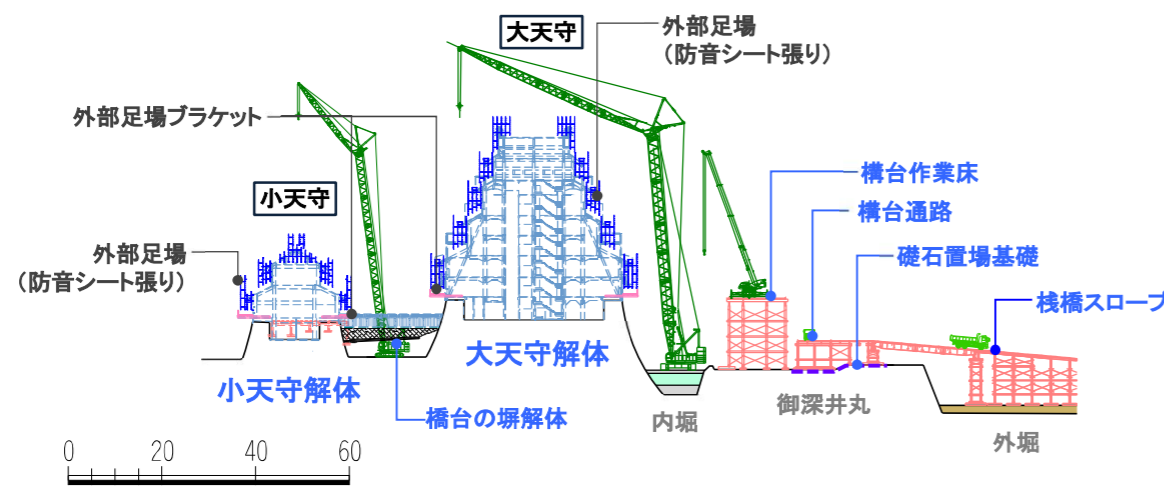 大天守
外部足場
（防音シート張り）
外部足場ブラケット
小天守
構台作業床
構台通路
外部足場
（防音シート張り）
礎石置場基礎
桟橋スロープ
大天守解体
小天守解体
橋台の塀解体
内堀
御深井丸
外堀
0 20 40 60